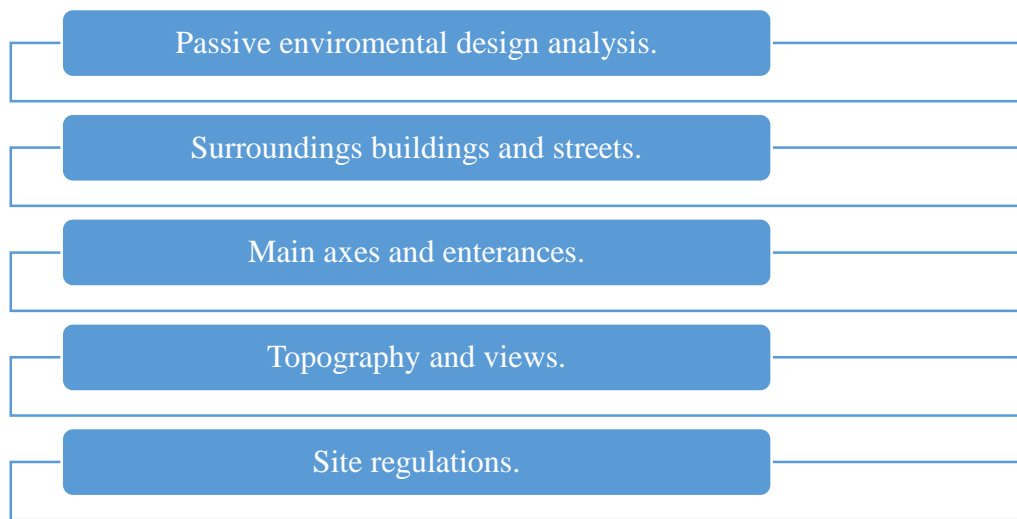 Passive enviromental design analysis.
Surroundings buildings and streets.
Main axes and enterances.
Topography and views.
Site regulations.